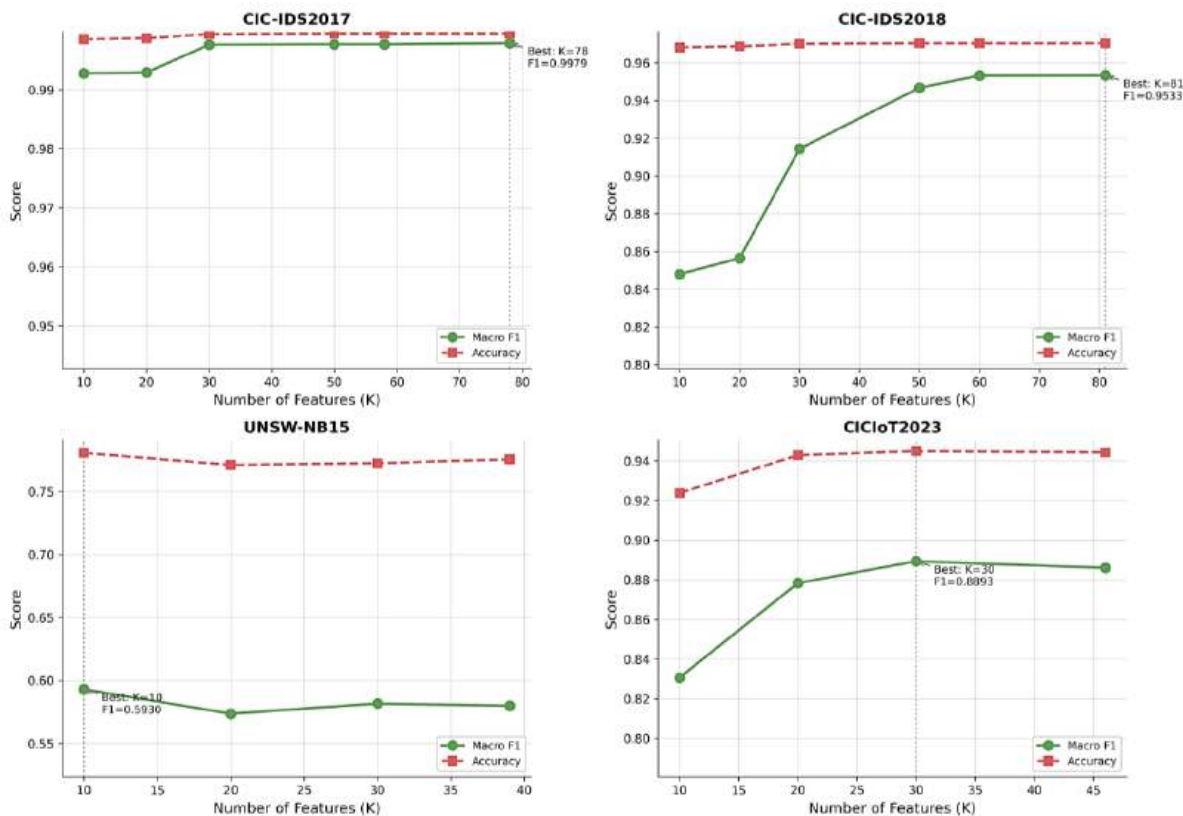 CIC-IDS2017
0.99
0.98
0.97
0.96
0.95
Score
Best: K=78
F1=0.9979
Macro F1
Accuracy
10 20 30 40 50 60 70 80
Number of Features (K)
CIC-IDS2018
0.96
0.94
0.92
0.90
0.88
0.86
0.84
0.82
0.80
Score
Best: K=81
F1=0.9533
Macro F1
Accuracy
10 20 30 40 50 60 70 80
Number of Features (K)
UNSW-NB15
0.75
0.70
0.65
0.60
0.55
Score
Best: K=10
F1=0.5930
Macro F1
Accuracy
10 15 20 25 30 35 40
Number of Features (K)
CICIoT2023
0.94
0.92
0.90
0.88
0.86
0.84
0.82
0.80
Score
Best: K=30
F1=0.8893
Macro F1
Accuracy
10 15 20 25 30 35 40 45
Number of Features (K)